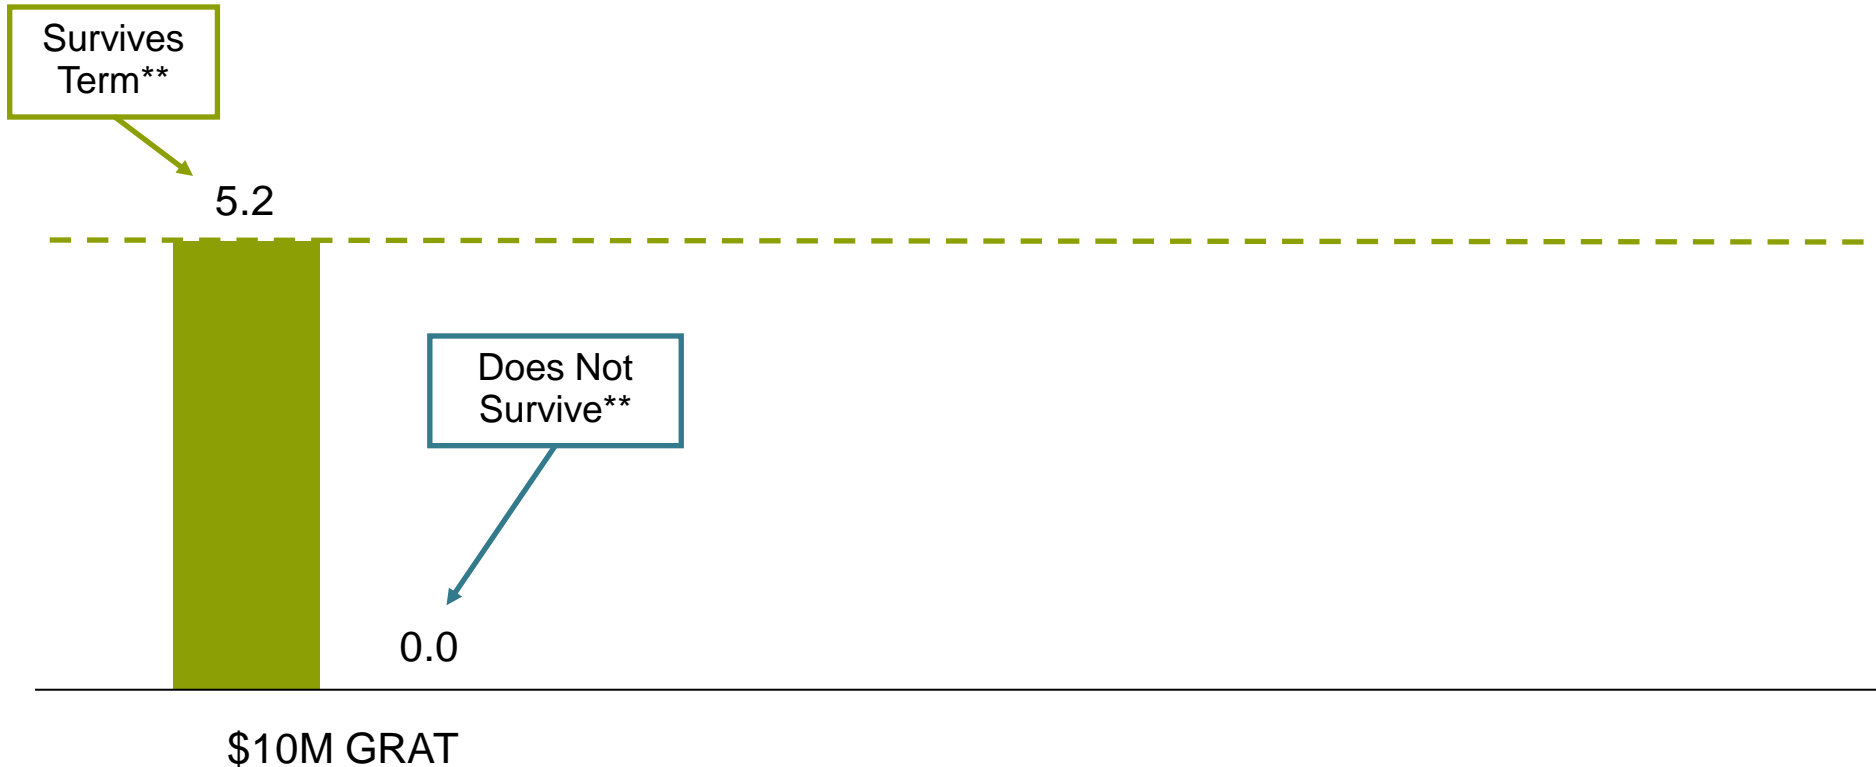 Survives
Term**
5.2
Does Not
Survive**
0.0
$10M GRAT